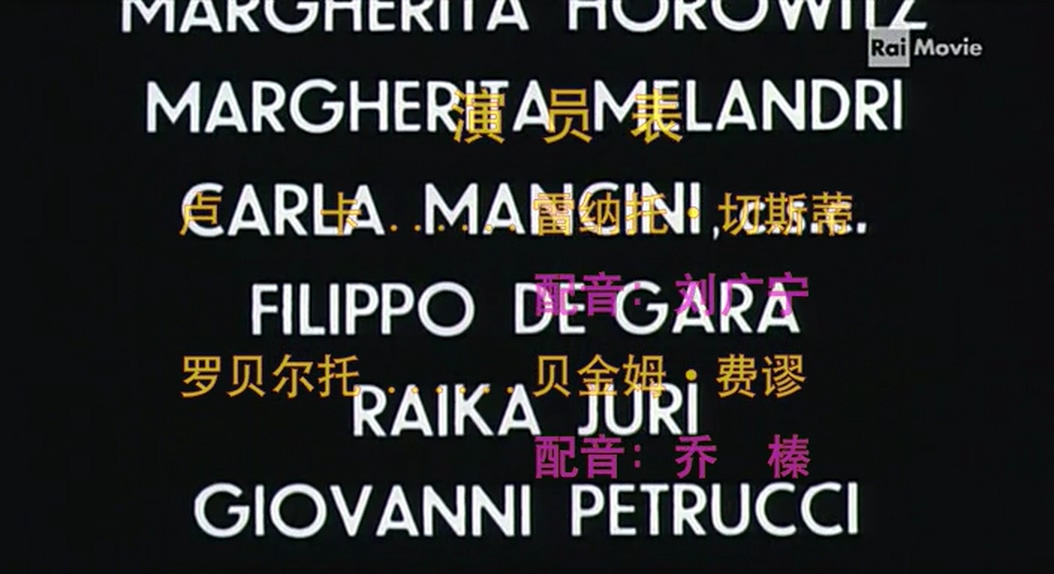 MARGHERITA HOROWITZ
Rai Movie
MARGHERITA MELANDRI
演员表
CARLA MANCINI, c.s.c.
卢 卡......雷纳托·切斯蒂
配音：刘广宁
FILIPPO DE GARA
罗贝尔托......贝金姆·费谬
RAIKA JURI
配音：乔 榛
GIOVANNI PETRUCCI